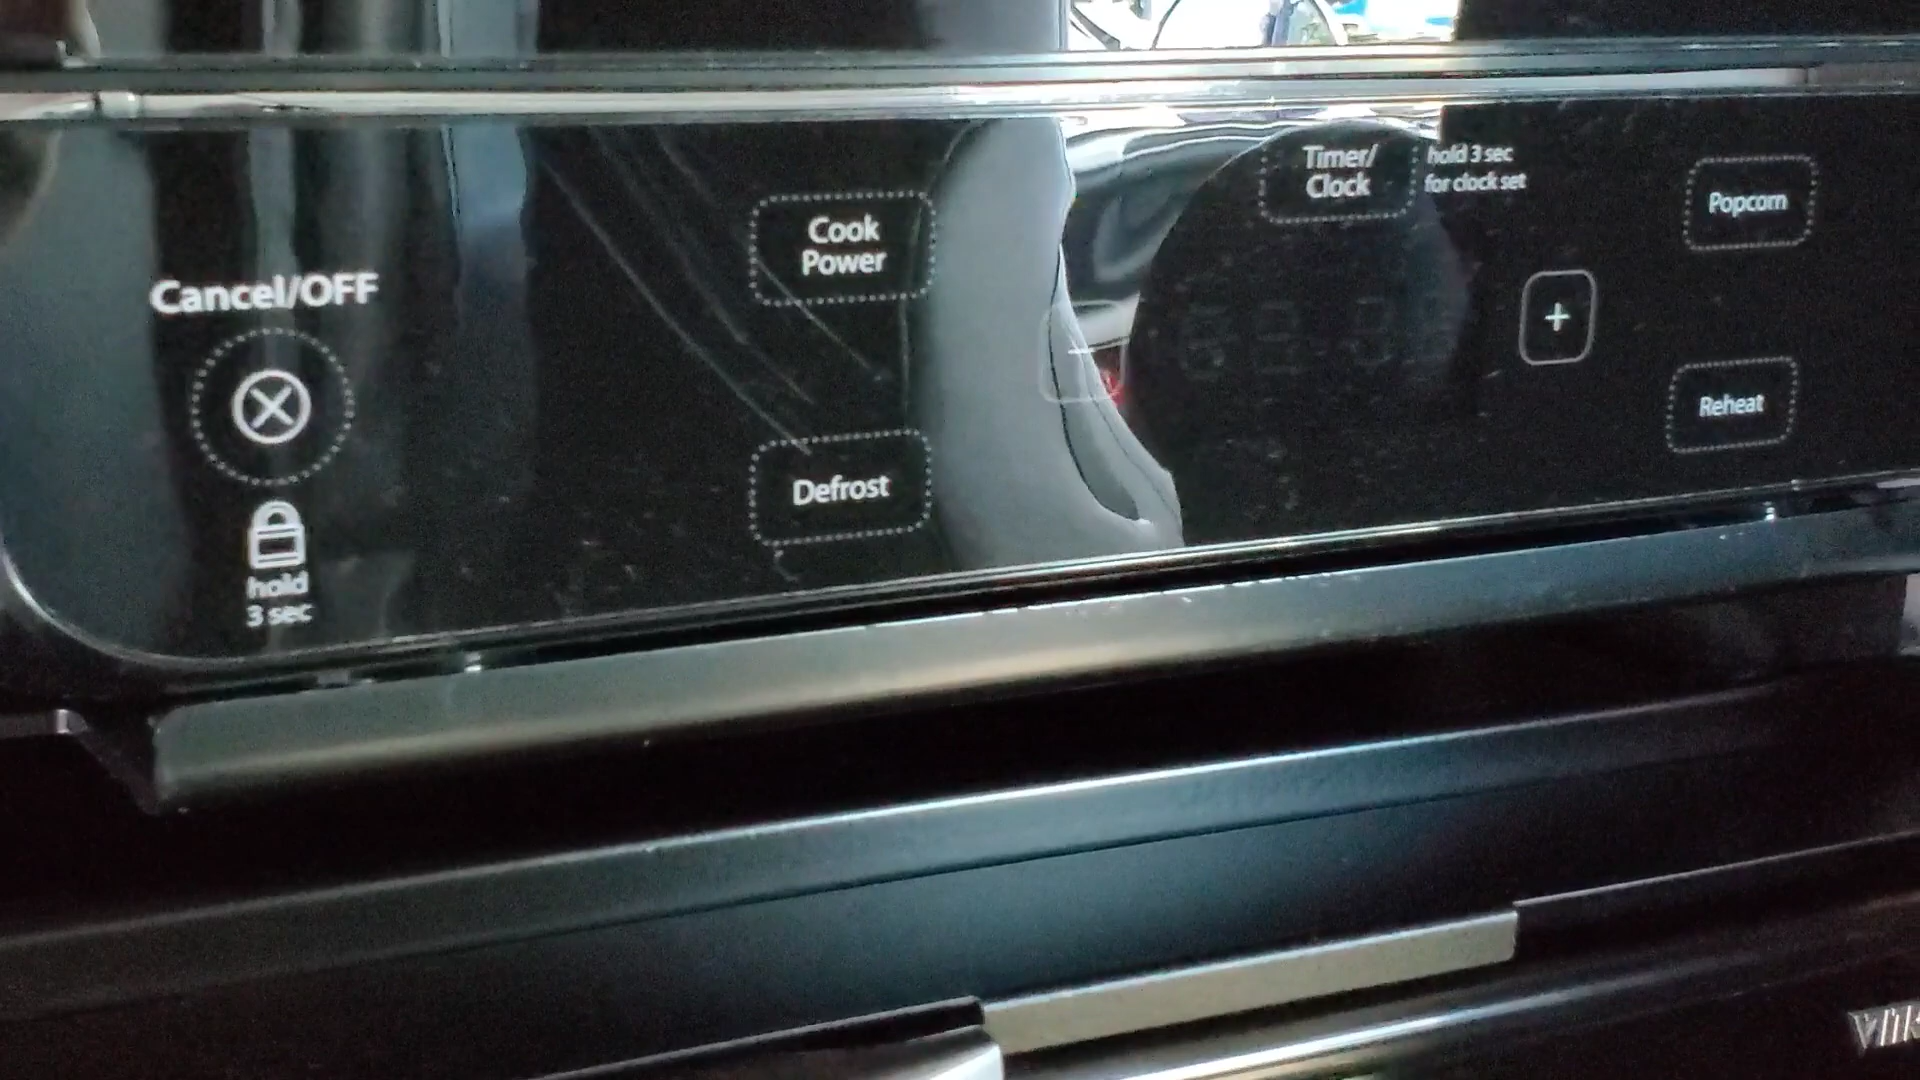 Cancel/OFF
hold
3 sec
Cook
Power
Defrost
Timer/
Clock
hold 3 sec
for clock set
+
Popcorn
Reheat